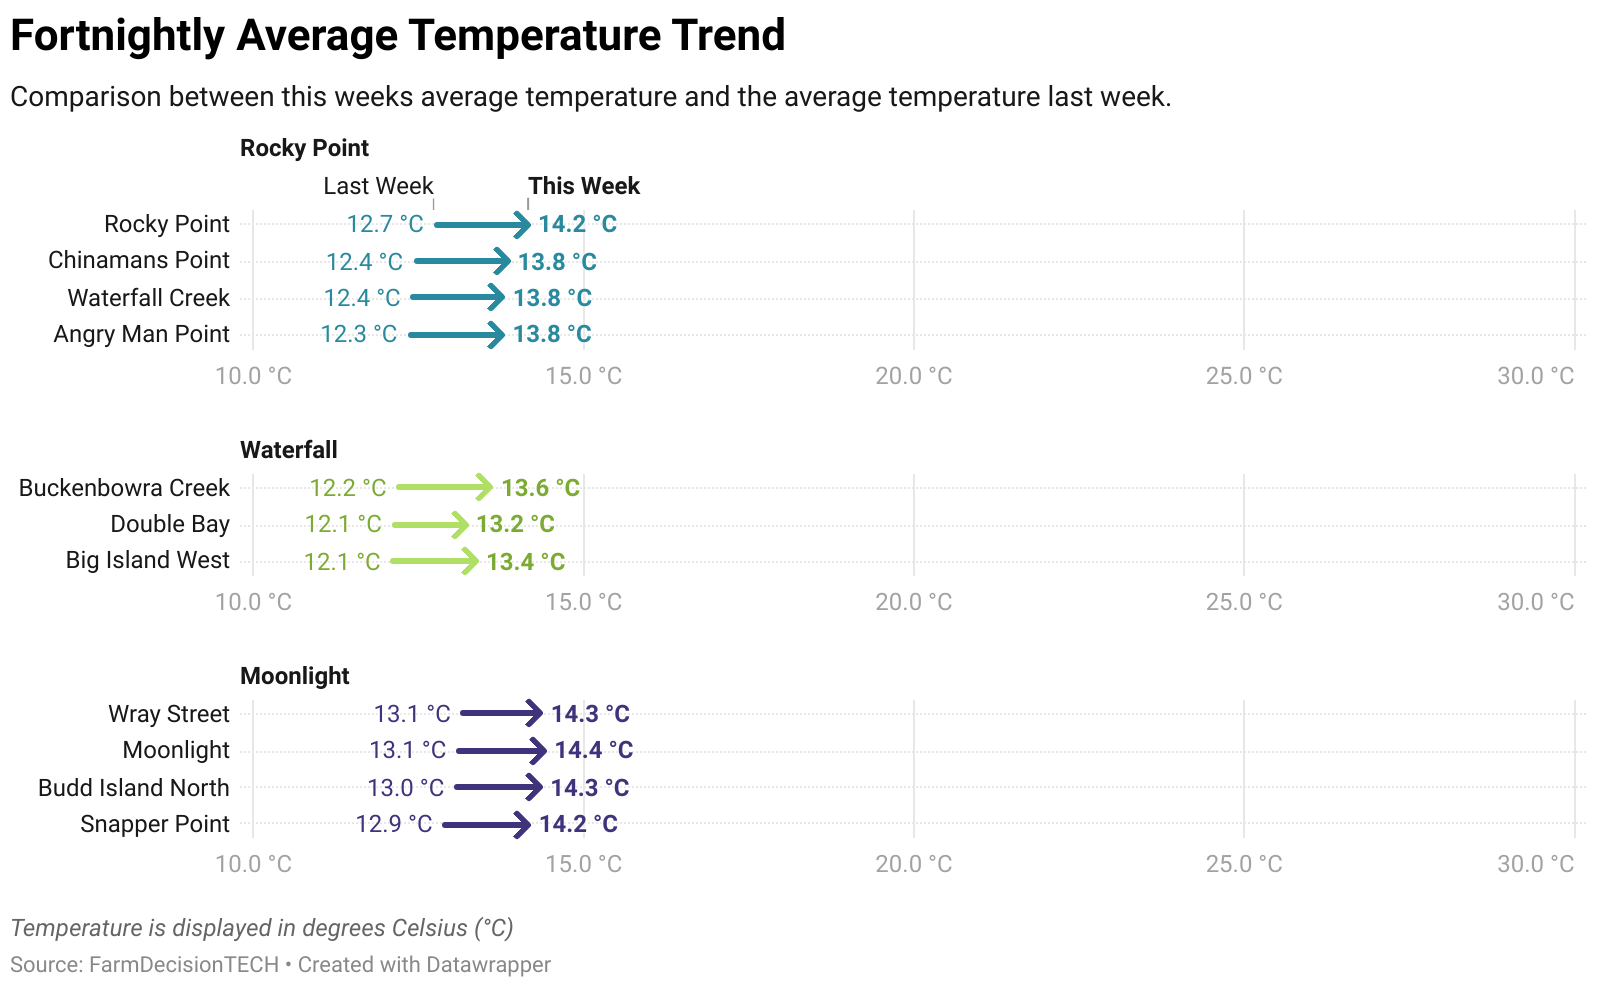 Fortnightly Average Temperature Trend
Comparison between this weeks average temperature and the average temperature last week.
Rocky Point
Last Week This Week
Rocky Point 12.7 °C 14.2 °C
Chinamans Point 12.4 °C 13.8 °C
Waterfall Creek 12.4 °C 13.8 °C
Angry Man Point 12.3 °C 13.8 °C
10.0 °C 15.0 °C 20.0 °C 25.0 °C 30.0 °C
Waterfall
Buckenbowra Creek 12.2 °C 13.6 °C
Double Bay 12.1 °C 13.2 °C
Big Island West 12.1 °C 13.4 °C
10.0 °C 15.0 °C 20.0 °C 25.0 °C 30.0 °C
Moonlight
Wray Street 13.1 °C 14.3 °C
Moonlight 13.1 °C 14.4 °C
Budd Island North 13.0 °C 14.3 °C
Snapper Point 12.9 °C 14.2 °C
10.0 °C 15.0 °C 20.0 °C 25.0 °C 30.0 °C
Temperature is displayed in degrees Celsius (°C)
Source: FarmDecisionTECH • Created with Datawrapper